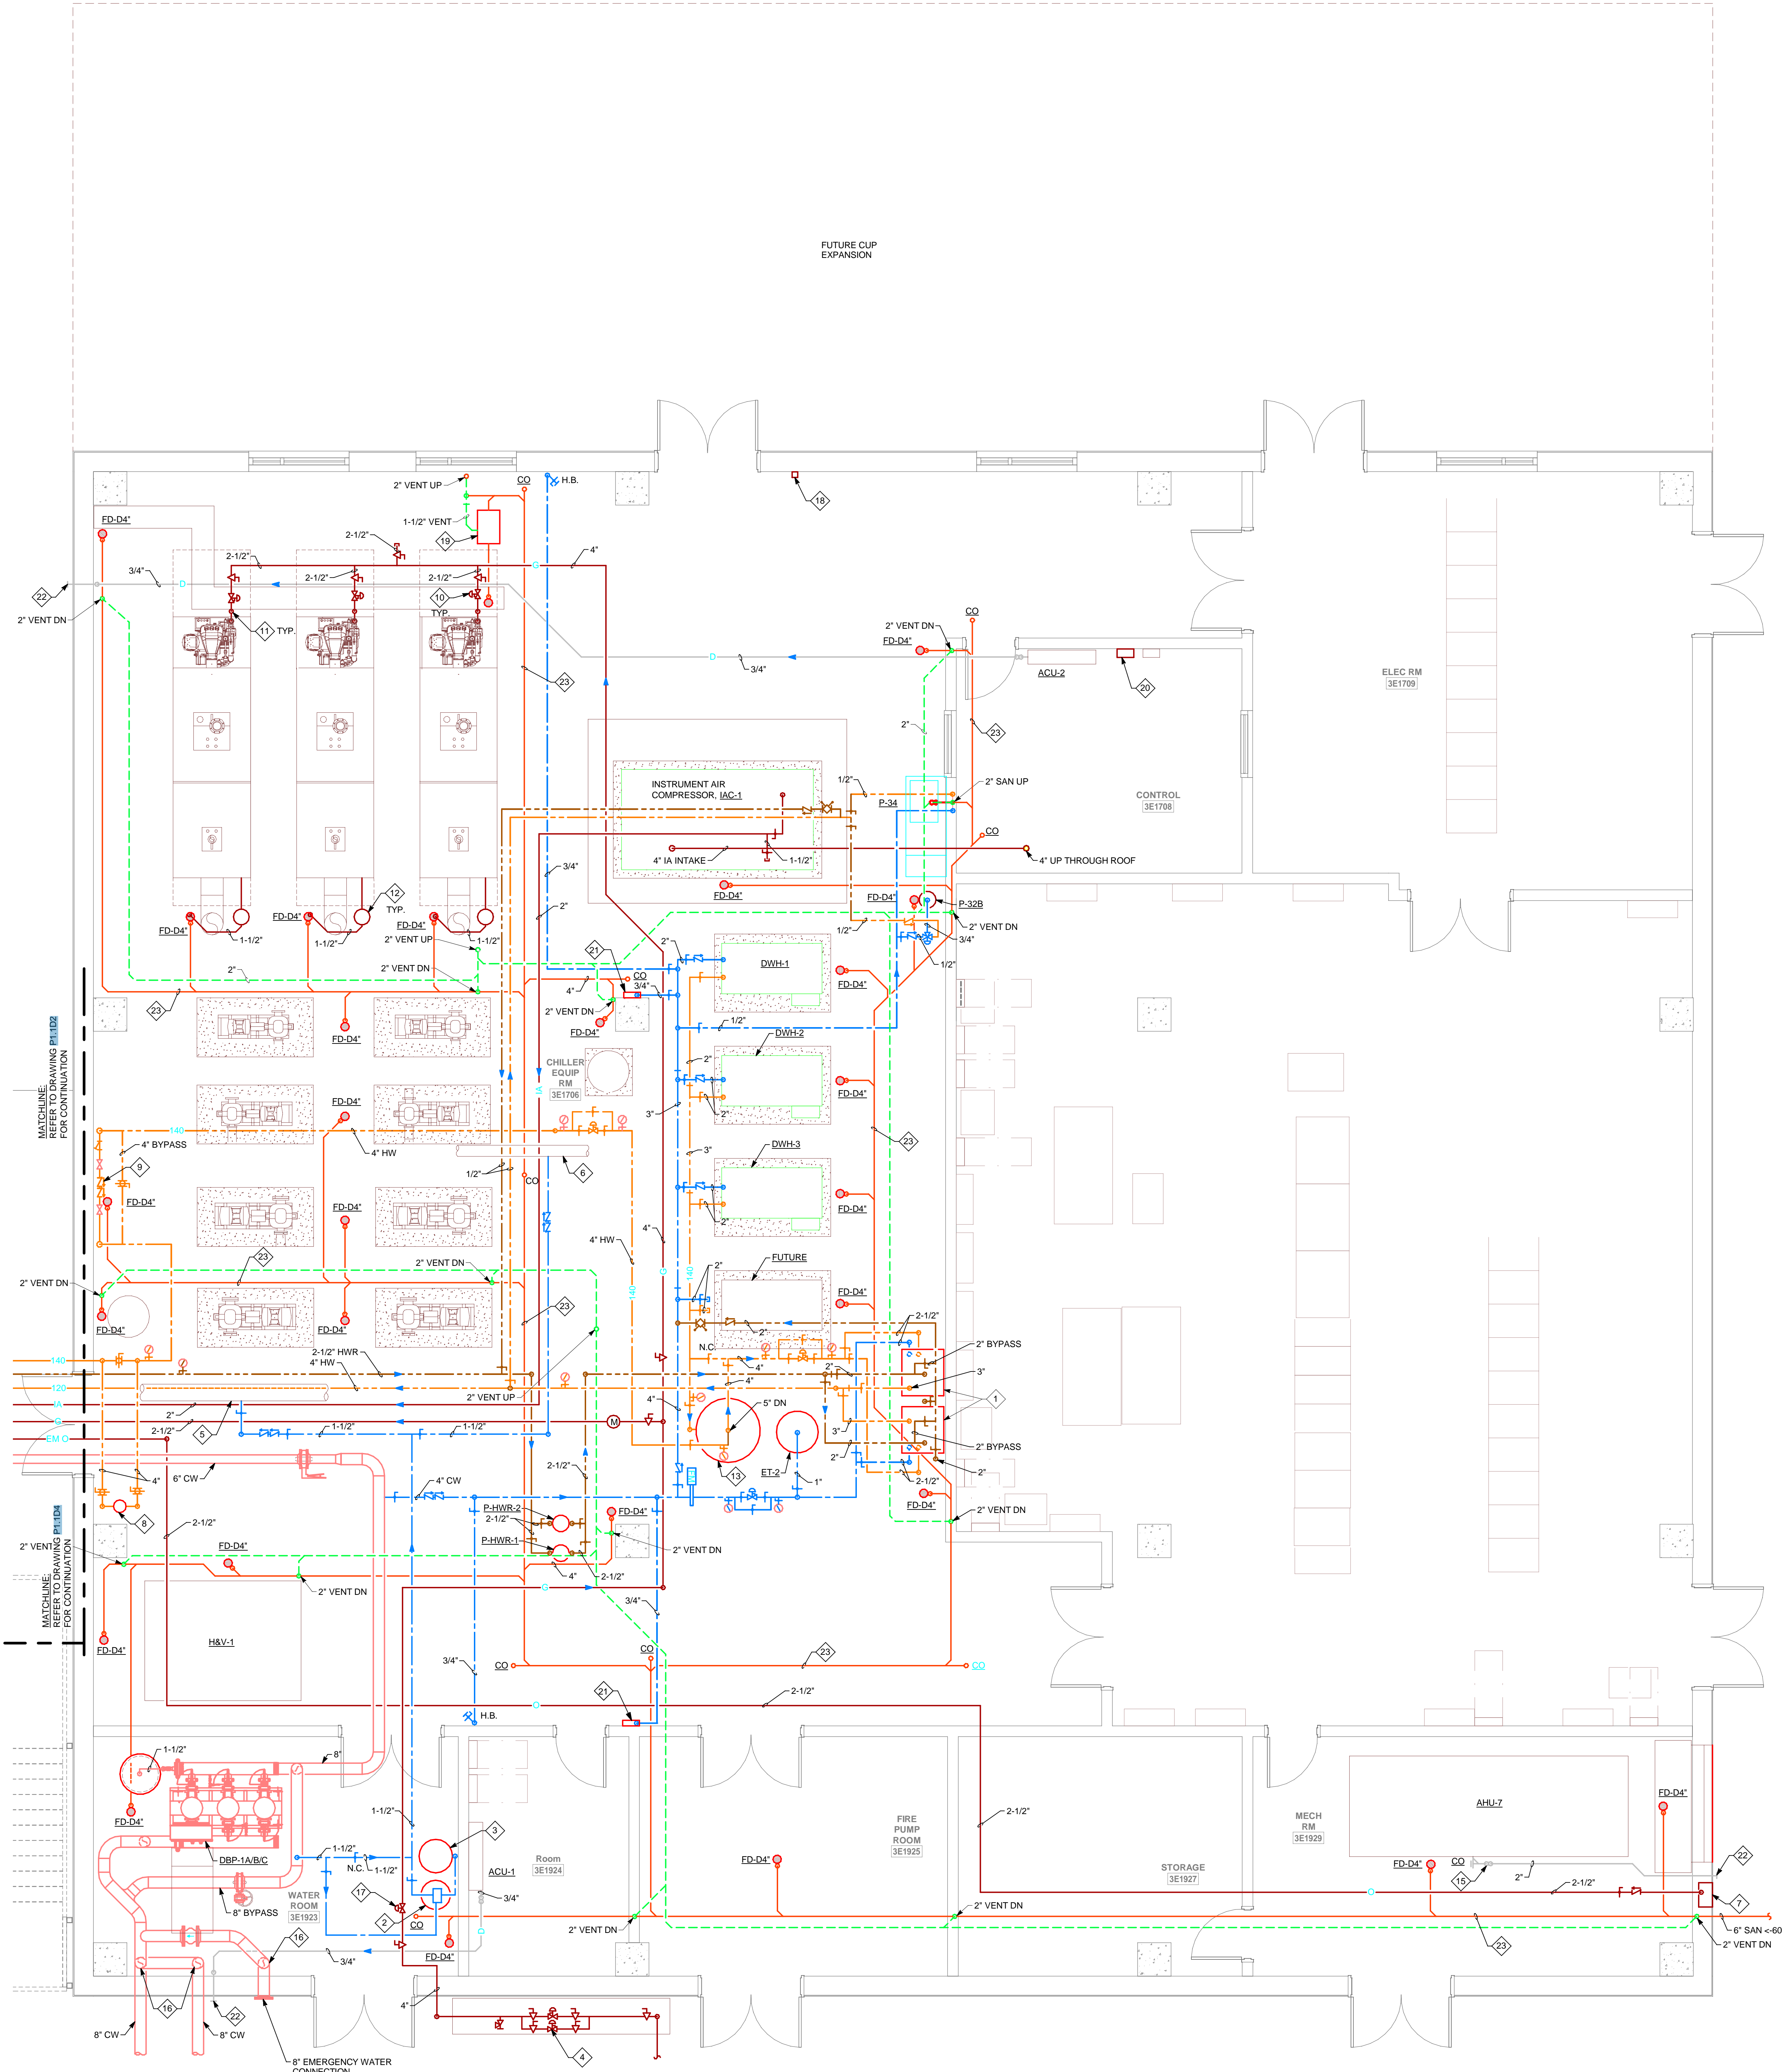 FUTURE CUP
EXPANSION
2" VENT UP
CO
H.B.
18
FD-D4"
1-1/2" VENT
19
2-1/2"
2-1/2"
4"
G
2-1/2"
2-1/2"
3/4"
D
22
10
TYP.
2" VENT DN
11
TYP.
CO
2" VENT DN
FD-D4"
D
3/4"
ACU-2
20
23
ELEC RM
3E1709
2"
23
INSTRUMENT AIR
COMPRESSOR, IAC-1
1/2"
2" SAN UP
P-34
CONTROL
3E1708
CO
4" IA INTAKE
1-1/2"
4" UP THROUGH ROOF
3/4"
FD-D4"
12
TYP.
2"
FD-D4"
P-32B
FD-D4"
FD-D4"
FD-D4"
1-1/2"
1-1/2"
1-1/2"
1/2"
3/4"
2" VENT DN
2" VENT UP
21
2"
1/2"
DWH-1
2" VENT DN
2"
CO
4"
3/4"
FD-D4"
23
2" VENT DN
FD-D4"
FD-D4"
1/2"
DWH-2
MATCHLINE:
REFER TO DRAWING P1.1D2
FOR CONTINUATION
CHILLER
EQUIP
RM
3E1706
2"
IA
FD-D4"
FD-D4"
3"
2"
140
4" BYPASS
4" HW
23
DWH-3
3"
9
6
1/2"
CO
FD-D4"
FD-D4"
2"
FD-D4"
4"
4" HW
23
2" VENT DN
FUTURE
2" VENT DN
G
140
2"
140
FD-D4"
FD-D4"
FD-D4"
23
2"
2-1/2"
N.C.
2" BYPASS
140
2-1/2" HWR
4" HW
4"
2"
3"
120
2" VENT UP
4"
1
IA
2"
4"
5" DN
G
2-1/2"
5
1-1/2"
1-1/2"
M
3"
EM O
2" BYPASS
2"
6" CW
4"
2-1/2"
13
ET-2
1"
2-1/2"
2"
4" CW
FD-D4"
8
P-HWR-2
2-1/2"
FD-D4"
2" VENT DN
MATCHLINE:
REFER TO DRAWING P1.1D4
FOR CONTINUATION
2-1/2"
2" VENT
FD-D4"
P-HWR-1
2" VENT DN
4"
2-1/2"
2" VENT DN
G
3/4"
H&V-1
FD-D4"
3/4"
CO
CO
23
CO
21
2-1/2"
O
H.B.
1-1/2"
8"
1-1/2"
2-1/2"
FD-D4"
AHU-7
FD-D4"
3
FIRE
PUMP
ROOM
3E1925
MECH
RM
3E1929
DBP-1A/B/C
1-1/2"
N.C.
1-1/2"
ACU-1
Room
3E1924
FD-D4"
STORAGE
3E1927
FD-D4"
CO
15
2"
22
WATER
ROOM
3E1923
8" BYPASS
17
2
3/4"
O
2-1/2"
7
CO
D
2" VENT DN
2" VENT DN
6" SAN <-60
16
3/4"
FD-D4"
23
2" VENT DN
16
22
4"
8" CW
8" CW
4
8" EMERGENCY WATER
CONNECTION